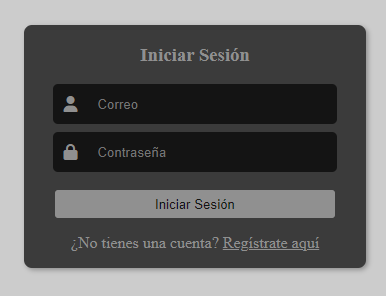 Iniciar Sesión
Correo
Contraseña
Iniciar Sesión
¿No tienes una cuenta? Regístrate aquí